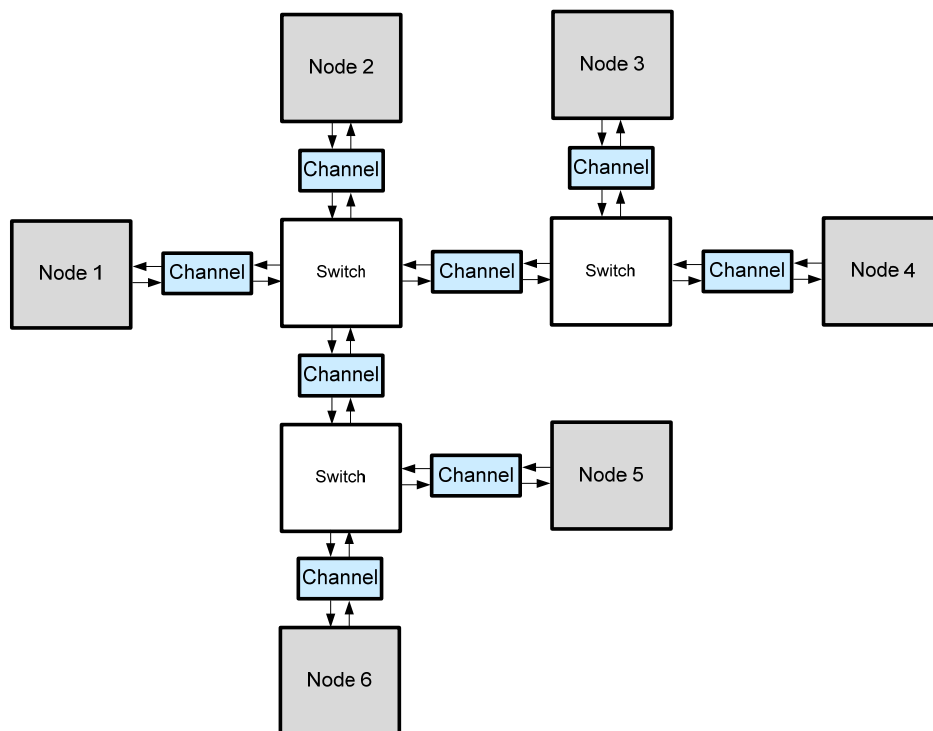 Node 2
Node 3
Channel
Channel
Node 1
Channel
Switch
Channel
Switch
Channel
Node 4
Channel
Switch
Channel
Node 5
Channel
Node 6